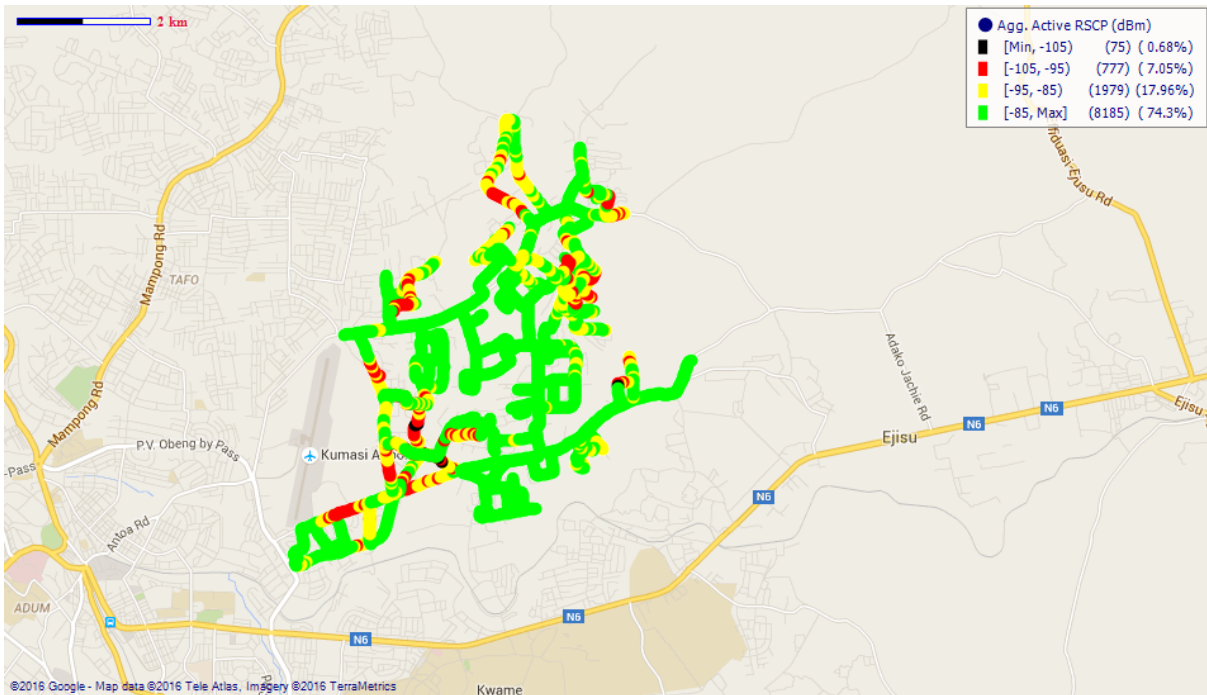 2 km
Agg. Active RSCP (dBm)
[Min, -105) (75) ( 0.68%)
[-105, -95) (777) ( 7.05%)
[-95, -85) (1979) (17.96%)
[-85, Max] (8185) ( 74.3%)
Mampong Rd
TAFO
Mampong Rd
P.V. Obeng by Pass
-Pass
Kumasi A
Antoa Rd
ADUM
N6
N6
N6
N6
N6
Ejisu
Adako Jachie Rd
Ejisu
Kwame
©2016 Google - Map data ©2016 Tele Atlas, Imagery ©2016 TerraMetrics